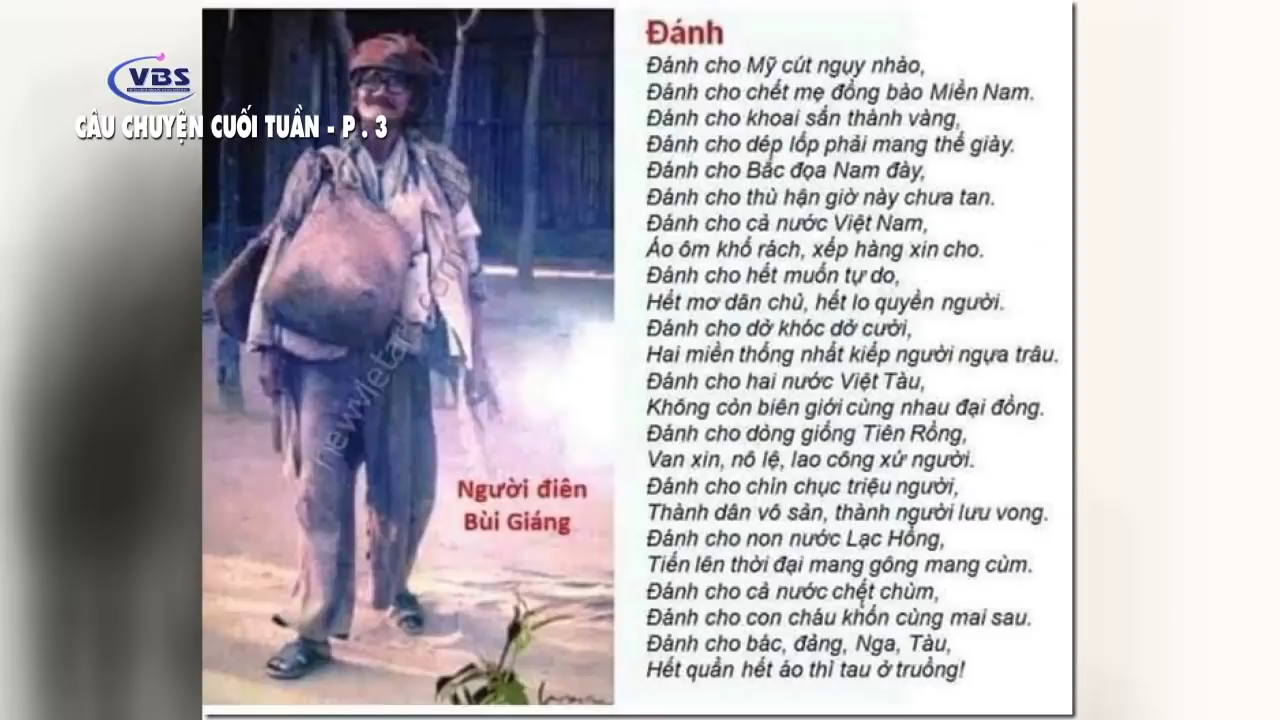 VBS
CÂU CHUYỆN CUỐI TUẦN - P . 3
Đánh
Đánh cho Mỹ cút ngụy nhào,
Đánh cho chết mẹ đồng bào Miền Nam.
Đánh cho khoai sắn thành vàng,
Đánh cho dép lốp phải mang thế giày.
Đánh cho Bắc đọa Nam đày,
Đánh cho thù hận giờ này chưa tan.
Đánh cho cả nước Việt Nam,
Áo ôm khố rách, xếp hàng xin cho.
Đánh cho hết muốn tự do,
Hết mơ dân chủ, hết lo quyền người.
Đánh cho dở khóc dở cười,
Hai miền thống nhất kiếp người ngựa trâu.
Đánh cho hai nước Việt Tàu,
Không còn biên giới cùng nhau đại đồng.
Đánh cho dòng giống Tiên Rồng,
Van xin, nô lệ, lao công xứ người.
Đánh cho chín chục triệu người,
Thành dân vô sản, thành người lưu vong.
Đánh cho non nước Lạc Hồng,
Tiến lên thời đại mang gông mang cùm.
Đánh cho cả nước chết chùm,
Đánh cho con cháu khốn cùng mai sau.
Đánh cho bác, đảng, Nga, Tàu,
Hết quần hết áo thì tau ở truồng!
Người điên
Bùi Giáng